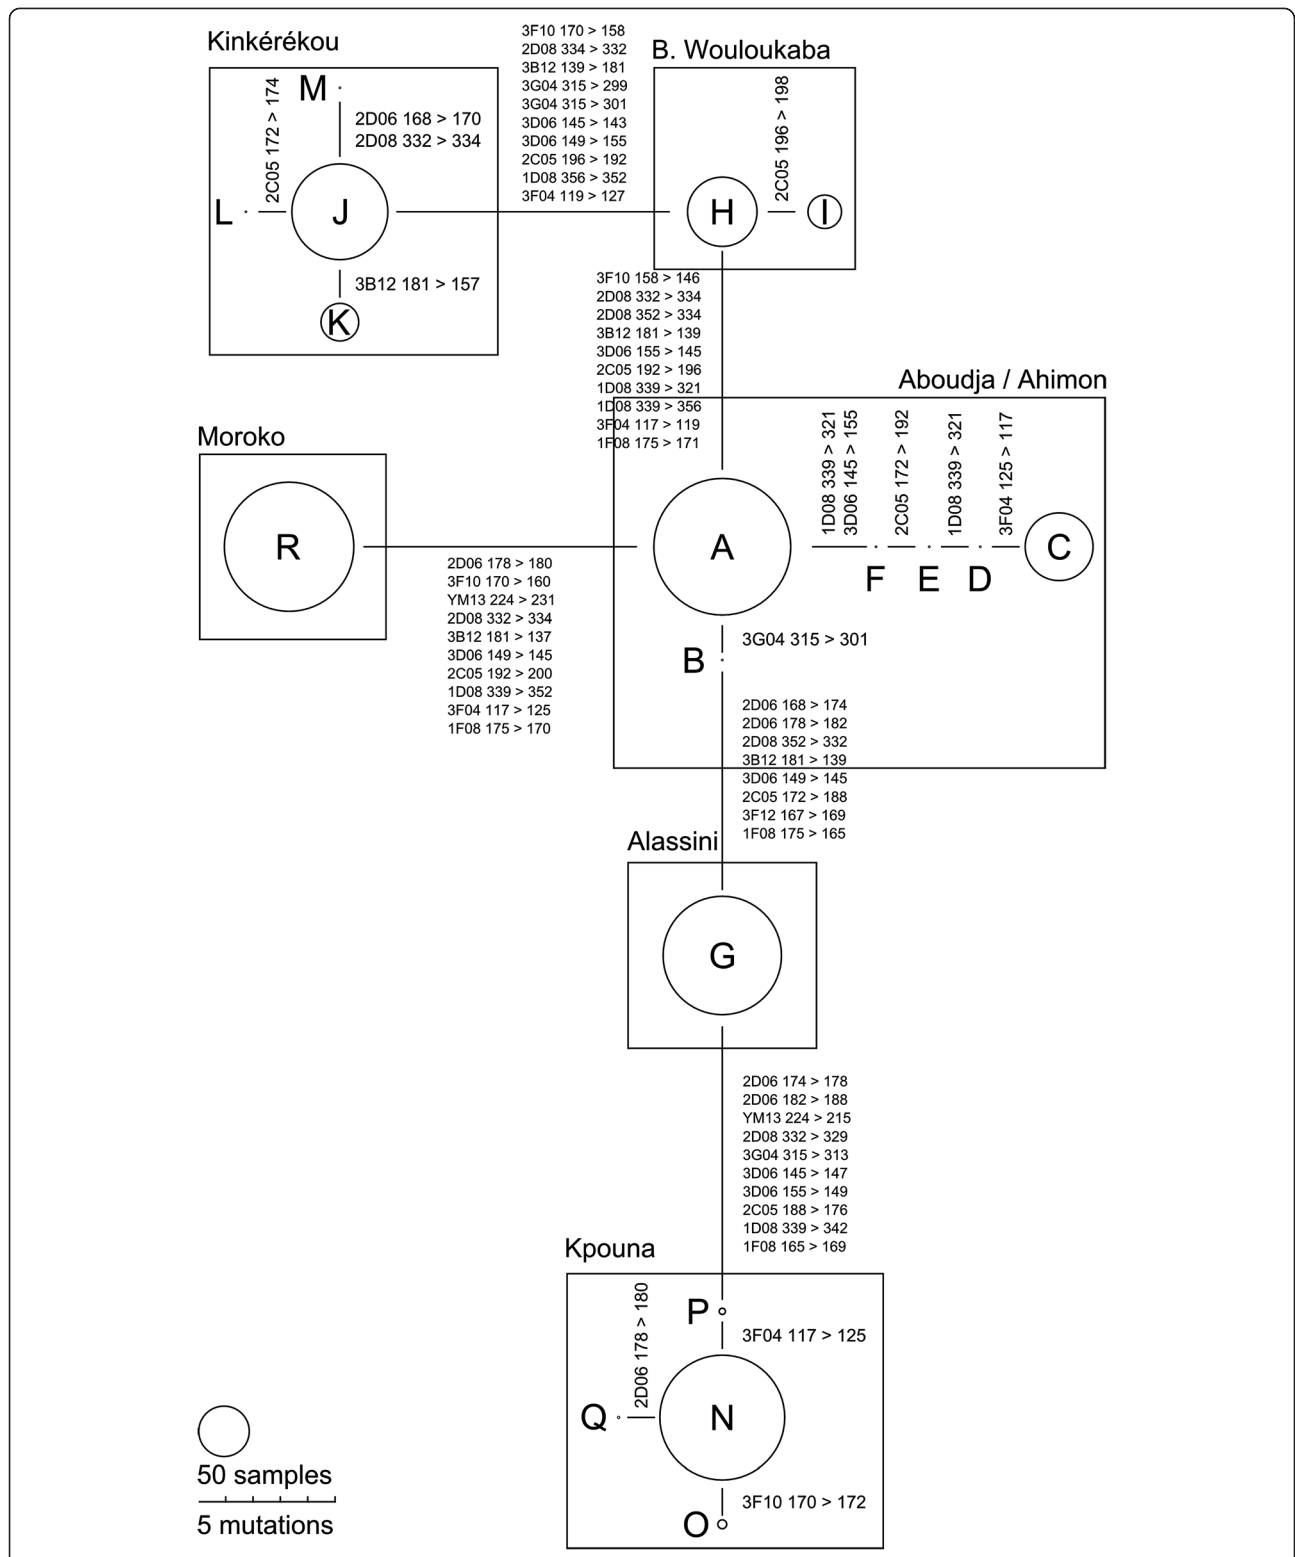 Kinkérékou
M
2C05 172 > 174
2D06 168 > 170
2D08 332 > 334
L
J
3B12 181 > 157
K
3F10 170 > 158
2D08 334 > 332
3B12 139 > 181
3G04 315 > 299
3G04 315 > 301
3D06 145 > 143
3D06 149 > 155
2C05 196 > 192
1D08 356 > 352
3F04 119 > 127
B. Wouloukaba
2C05 196 > 198
H
I
3F10 158 > 146
2D08 332 > 334
2D08 352 > 334
3B12 181 > 139
3D06 155 > 145
2C05 192 > 196
1D08 339 > 321
1D08 339 > 356
3F04 117 > 119
1F08 175 > 171
Aboudja / Ahimon
1D08 339 > 321
3D06 145 > 155
2C05 172 > 192
1D08 339 > 321
3F04 125 > 117
Moroko
R
A
F
E
D
C
2D06 178 > 180
3F10 170 > 160
YM13 224 > 231
2D08 332 > 334
3B12 181 > 137
3D06 149 > 145
2C05 192 > 200
1D08 339 > 352
3F04 117 > 125
1F08 175 > 170
3G04 315 > 301
B
2D06 168 > 174
2D06 178 > 182
2D08 352 > 332
3B12 181 > 139
3D06 149 > 145
2C05 172 > 188
3F12 167 > 169
1F08 175 > 165
Alassini
G
2D06 174 > 178
2D06 182 > 188
YM13 224 > 215
2D08 332 > 329
3G04 315 > 313
3D06 145 > 147
3D06 155 > 149
2C05 188 > 176
1D08 339 > 342
1F08 165 > 169
Kpouna
2D06 178 > 180
P
3F04 117 > 125
Q
N
3F10 170 > 172
O
50 samples
5 mutations